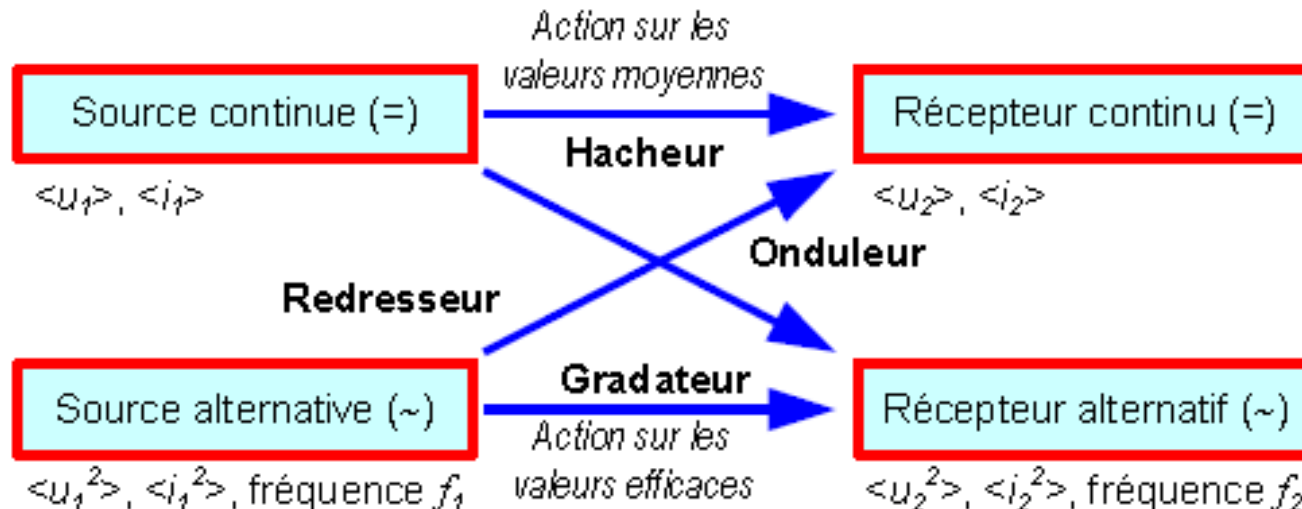 Action sur les
valeurs moyennes
Source continue (=)
Récepteur continu (=)
Hacheur
<u₁>, <i₁>
<u₂>, <i₂>
Onduleur
Redresseur
Gradateur
Source alternative (~)
Récepteur alternatif (~)
Action sur les
valeurs efficaces
<u₁²>, <i₁²>, fréquence f₁
<u₂²>, <i₂²>, fréquence f₂